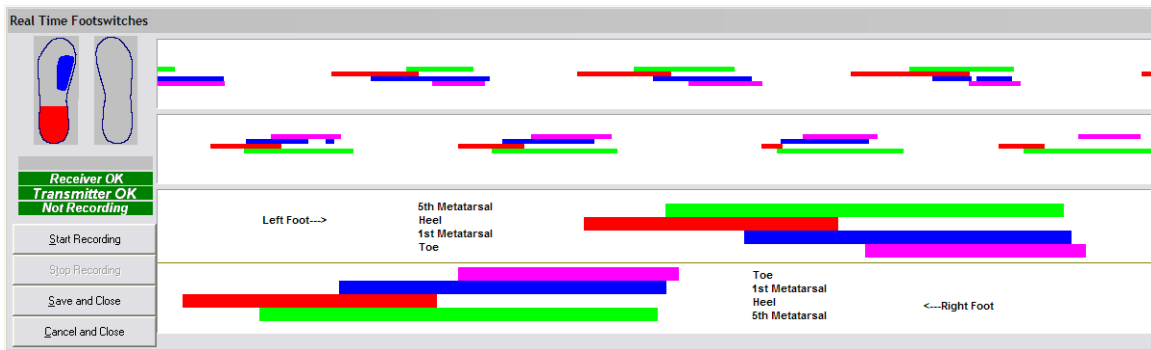 Real Time Footswitches
Receiver OK
Transmitter OK
Not Recording
Start Recording
Stop Recording
Save and Close
Cancel and Close
Left Foot--->
5th Metatarsal
Heel
1st Metatarsal
Toe
Toe
1st Metatarsal
Heel
5th Metatarsal
<---Right Foot